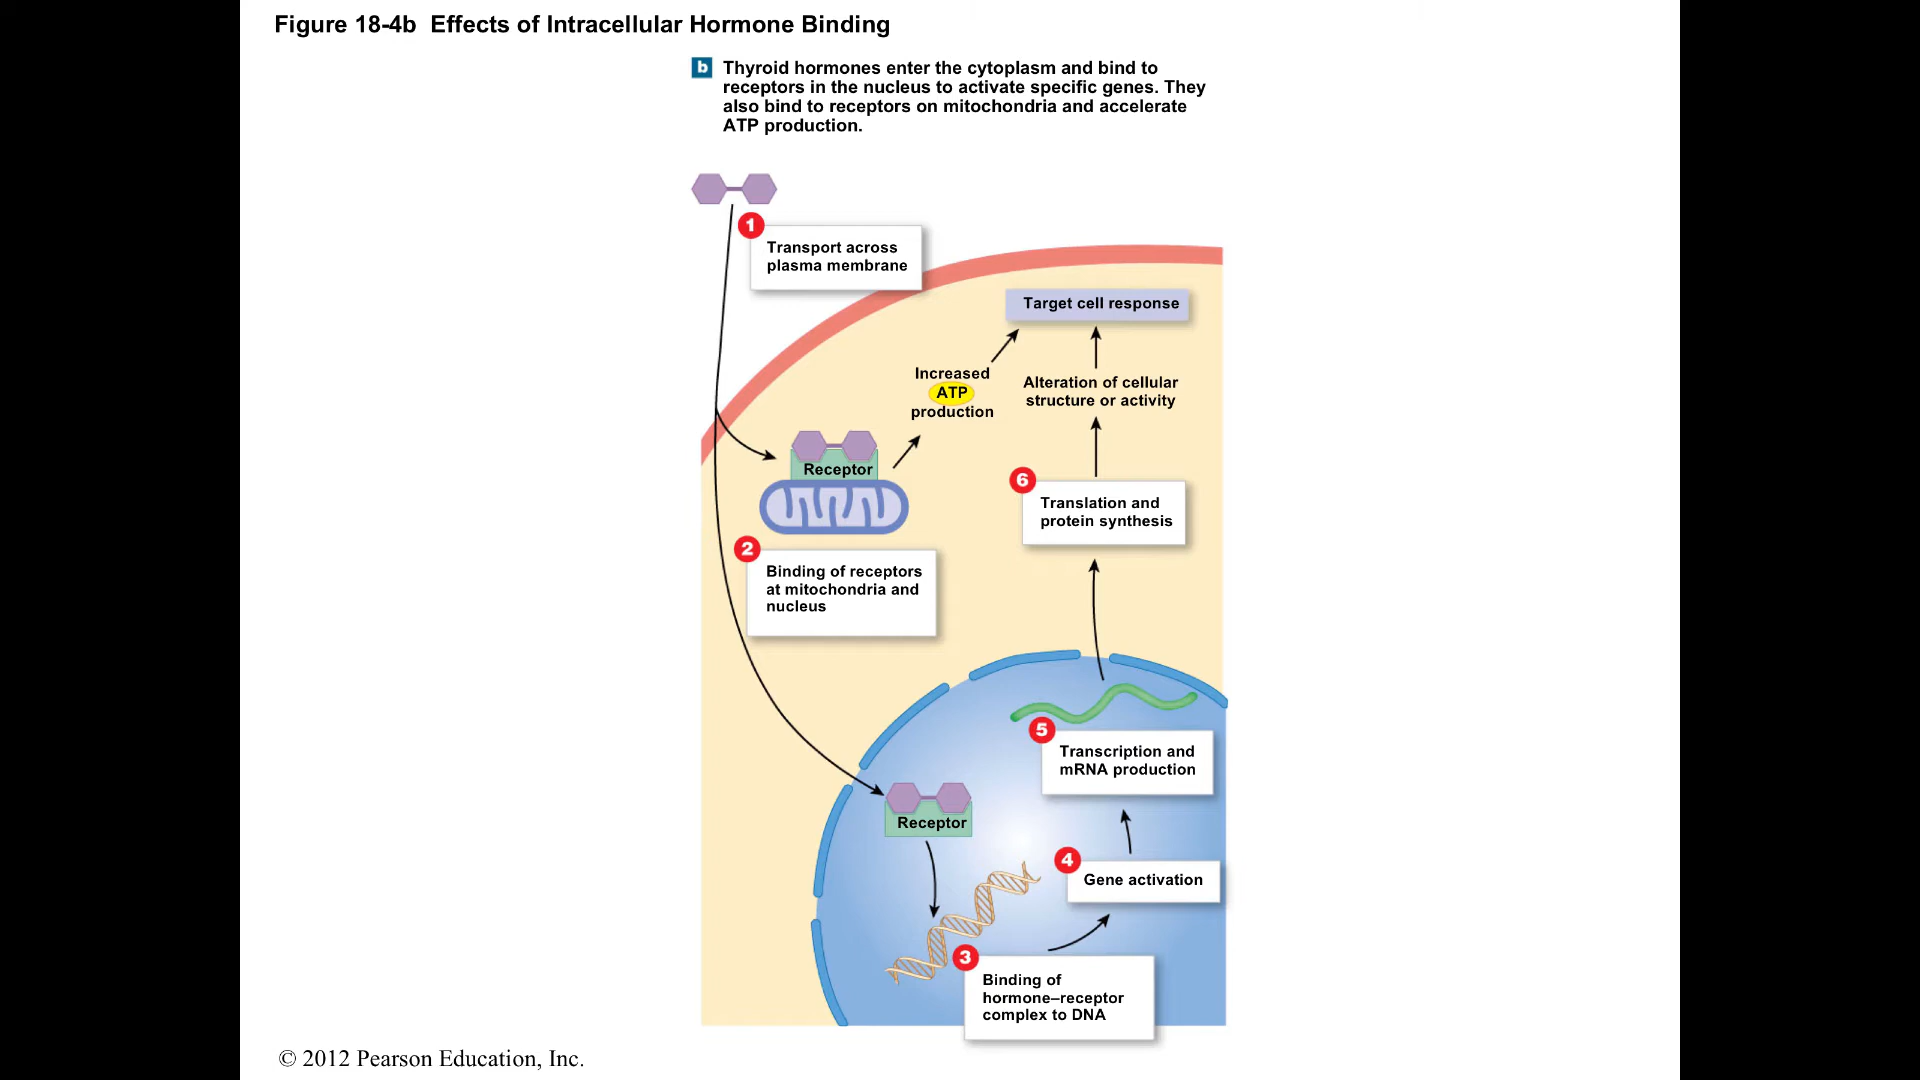 Figure 18-4b  Effects of Intracellular Hormone Binding
b Thyroid hormones enter the cytoplasm and bind to
receptors in the nucleus to activate specific genes. They
also bind to receptors on mitochondria and accelerate
ATP production.
1
Transport across
plasma membrane
Target cell response
Increased
ATP
production
Alteration of cellular
structure or activity
Receptor
6
Translation and
protein synthesis
2
Binding of receptors
at mitochondria and
nucleus
5
Transcription and
mRNA production
Receptor
4
Gene activation
3
Binding of
hormone–receptor
complex to DNA
© 2012 Pearson Education, Inc.